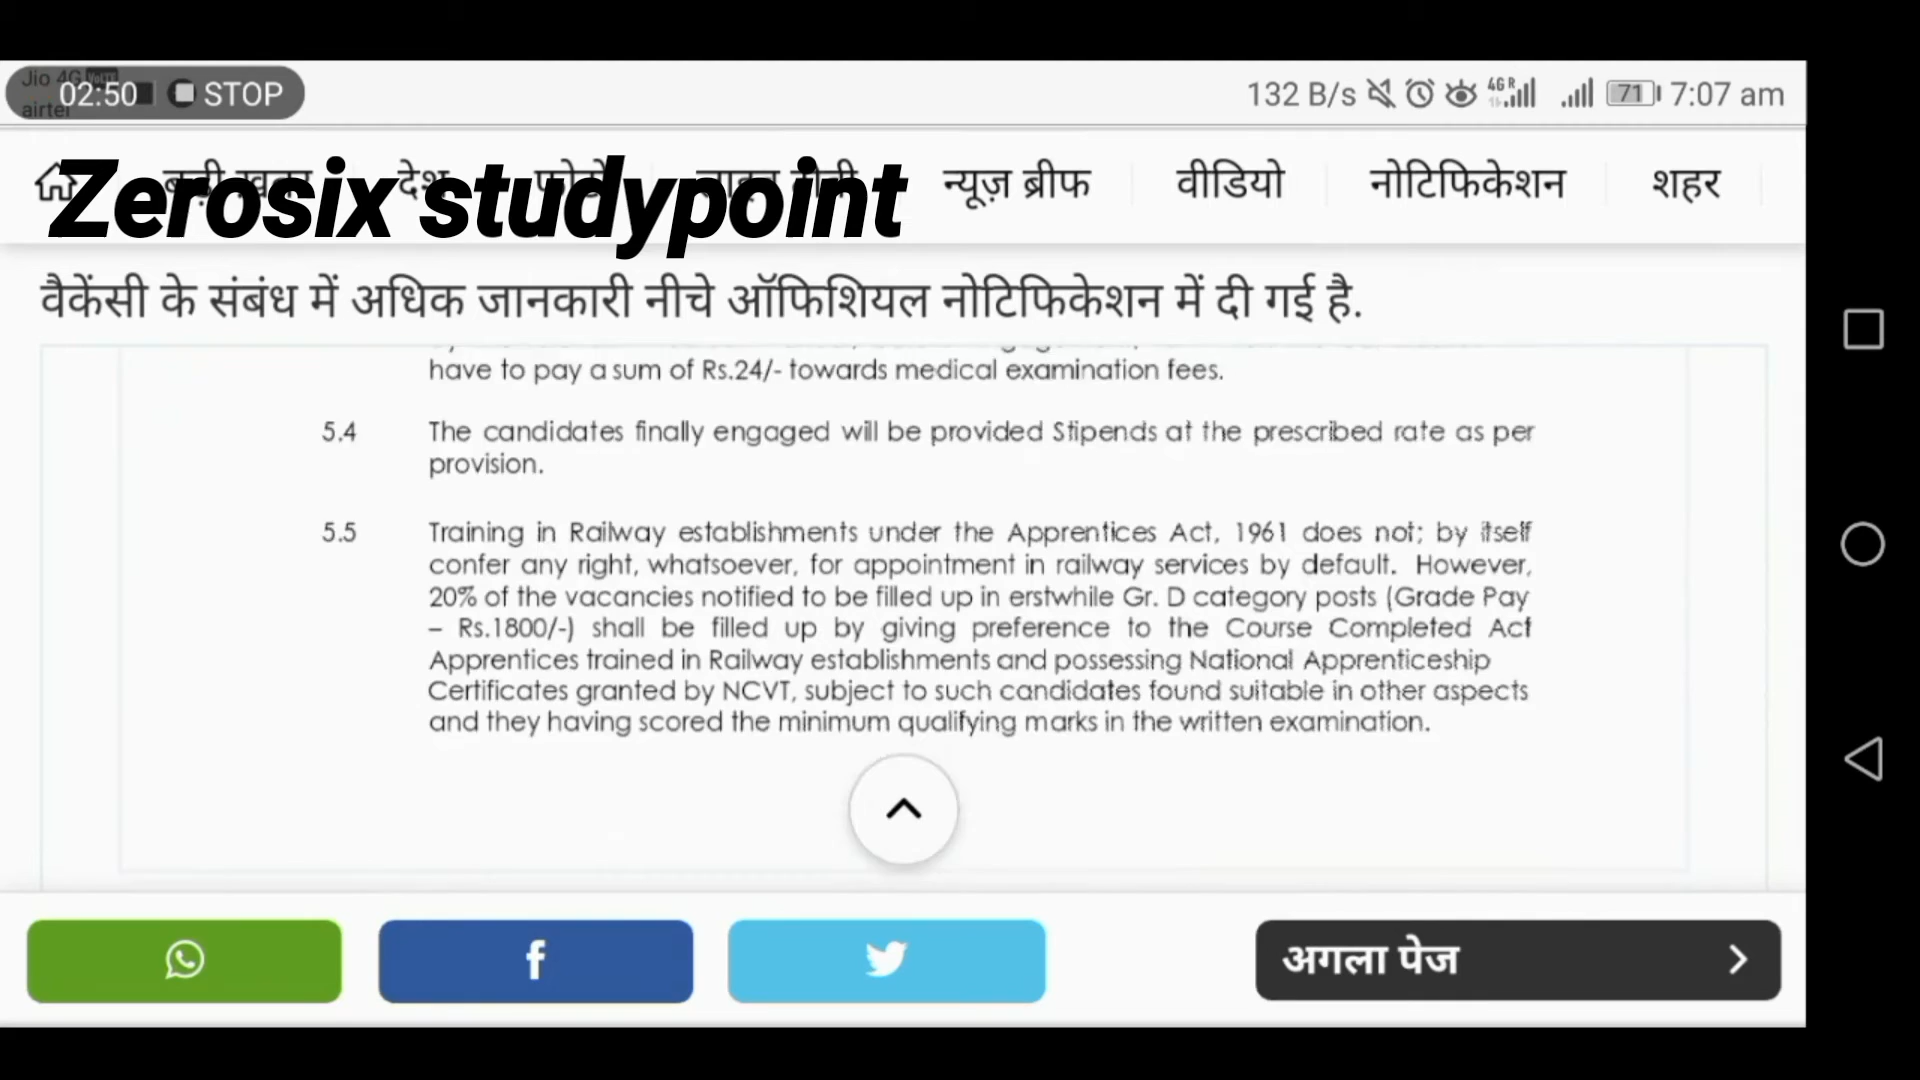 Jio 4G VoLTE
airtel
02:50 STOP
132 B/s 4G R 71 7:07 am
Zerosix studypoint
न्यूज़ ब्रीफ वीडियो नोटिफिकेशन शहर
वैकेंसी के संबंध में अधिक जानकारी नीचे ऑफिशियल नोटिफिकेशन में दी गई है.
have to pay a sum of Rs.24/- towards medical examination fees.
5.4 The candidates finally engaged will be provided Stipends at the prescribed rate as per
provision.
5.5 Training in Railway establishments under the Apprentices Act, 1961 does not; by itself
confer any right, whatsoever, for appointment in railway services by default. However,
20% of the vacancies notified to be filled up in erstwhile Gr. D category posts (Grade Pay
– Rs.1800/-) shall be filled up by giving preference to the Course Completed Act
Apprentices trained in Railway establishments and possessing National Apprenticeship
Certificates granted by NCVT, subject to such candidates found suitable in other aspects
and they having scored the minimum qualifying marks in the written examination.
f
अगला पेज